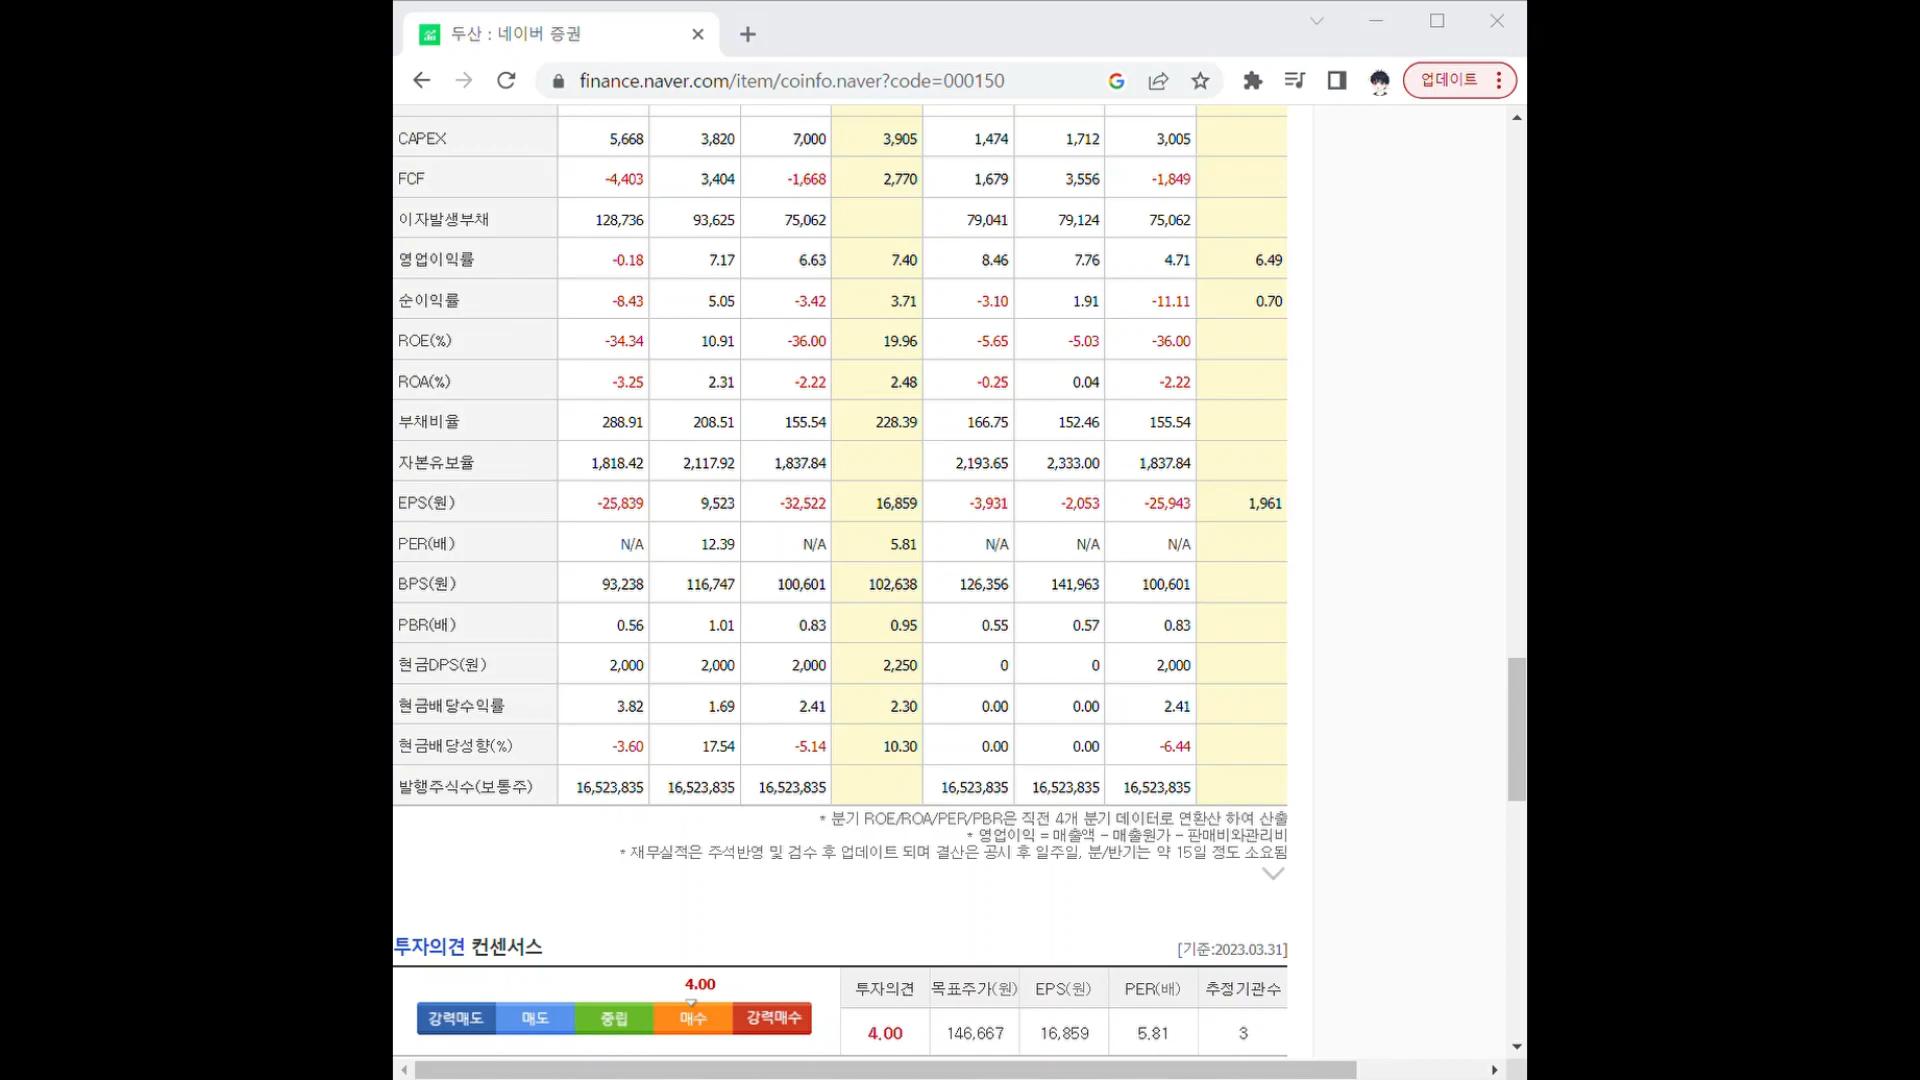 두산 : 네이버 증권
finance.naver.com/item/coinfo.naver?code=000150
업데이트
CAPEX 5,668 3,820 7,000 3,905 1,474 1,712 3,005
FCF -4,403 3,404 -1,668 2,770 1,679 3,556 -1,849
이자발생부채 128,736 93,625 75,062 79,041 79,124 75,062
영업이익률 -0.18 7.17 6.63 7.40 8.46 7.76 4.71 6.49
순이익률 -8.43 5.05 -3.42 3.71 -3.10 1.91 -11.11 0.70
ROE(%) -34.34 10.91 -36.00 19.96 -5.65 -5.03 -36.00
ROA(%) -3.25 2.31 -2.22 2.48 -0.25 0.04 -2.22
부채비율 288.91 208.51 155.54 228.39 166.75 152.46 155.54
자본유보율 1,818.42 2,117.92 1,837.84 2,193.65 2,333.00 1,837.84
EPS(원) -25,839 9,523 -32,522 16,859 -3,931 -2,053 -25,943 1,961
PER(배) N/A 12.39 N/A 5.81 N/A N/A N/A
BPS(원) 93,238 116,747 100,601 102,638 126,356 141,963 100,601
PBR(배) 0.56 1.01 0.83 0.95 0.55 0.57 0.83
현금DPS(원) 2,000 2,000 2,000 2,250 0 0 2,000
현금배당수익률 3.82 1.69 2.41 2.30 0.00 0.00 2.41
현금배당성향(%) -3.60 17.54 -5.14 10.30 0.00 0.00 -6.44
발행주식수(보통주) 16,523,835 16,523,835 16,523,835 16,523,835 16,523,835 16,523,835
* 분기 ROE/ROA/PER/PBR은 직전 4개 분기 데이터로 연환산 하여 산출
* 영업이익 = 매출액 - 매출원가 - 판매비와관리비
* 재무실적은 주석반영 및 검수 후 업데이트 되며 결산은 공시 후 일주일, 분/반기는 약 15일 정도 소요됨
투자의견 컨센서스 [기준:2023.03.31]
4.00
강력매도 매도 중립 매수 강력매수
투자의견 목표주가(원) EPS(원) PER(배) 추정기관수
4.00 146,667 16,859 5.81 3